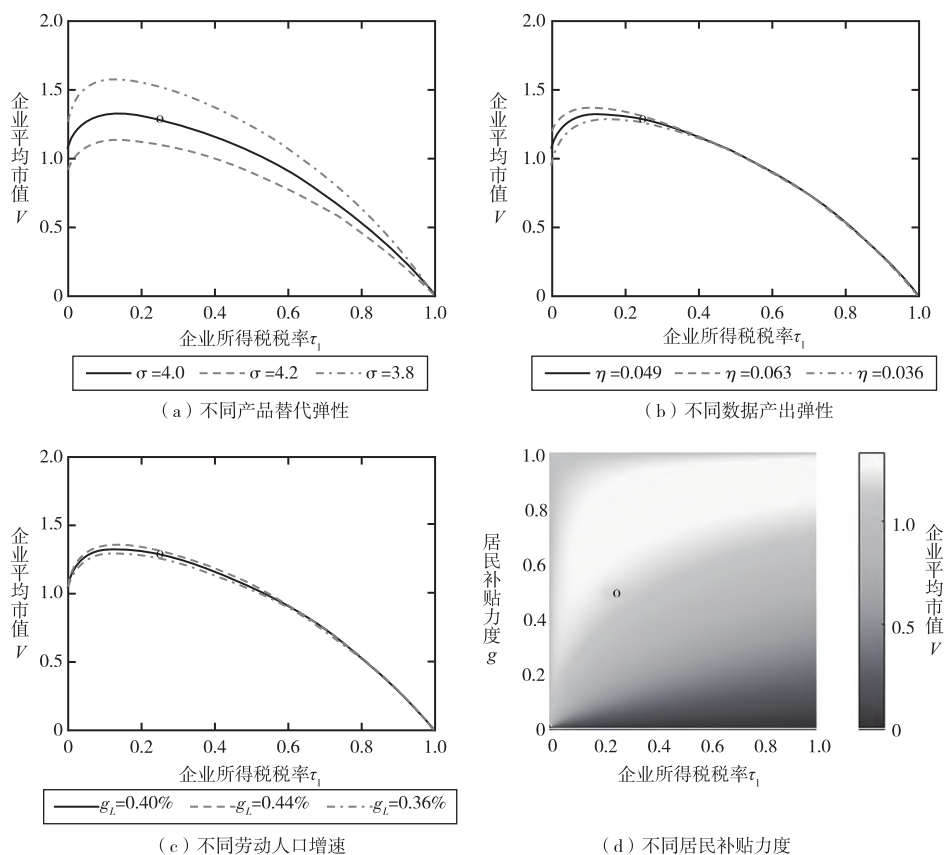 2.0
1.5
1.0
0.5
0
企业平均市值 V
0 0.2 0.4 0.6 0.8 1.0
企业所得税税率τ1
σ=4.0 σ=4.2 σ=3.8
（a）不同产品替代弹性
2.0
1.5
1.0
0.5
0
企业平均市值 V
0 0.2 0.4 0.6 0.8 1.0
企业所得税税率τ1
η=0.049 η=0.063 η=0.036
（b）不同数据产出弹性
2.0
1.5
1.0
0.5
0
企业平均市值 V
0 0.2 0.4 0.6 0.8 1.0
企业所得税税率τ1
gL=0.40% gL=0.44% gL=0.36%
（c）不同劳动人口增速
1.0
0.8
0.6
0.4
0.2
0
居民补贴力度 g
0 0.2 0.4 0.6 0.8 1.0
企业所得税税率τ1
1.0
0.5
0
企业平均市值 V
（d）不同居民补贴力度